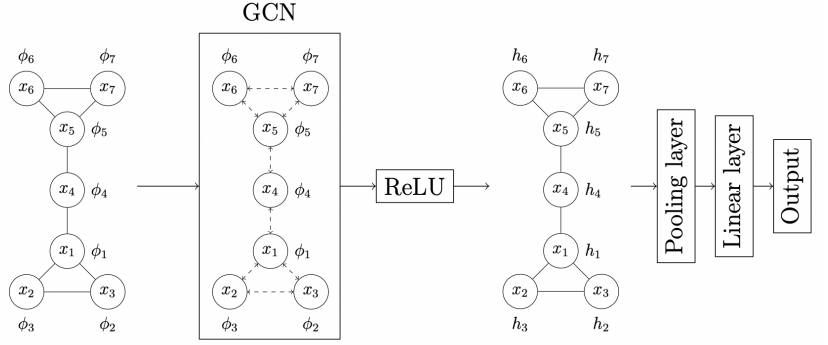 GCN
ϕ₆ ϕ₇
x₆ x₇
x₅ ϕ₅
x₄ ϕ₄
x₁ ϕ₁
x₂ x₃
ϕ₃ ϕ₂
ϕ₆ ϕ₇
x₆ x₇
x₅ ϕ₅
x₄ ϕ₄
x₁ ϕ₁
x₂ x₃
ϕ₃ ϕ₂
ReLU
h₆ h₇
x₆ x₇
x₅ h₅
x₄ h₄
x₁ h₁
x₂ x₃
h₃ h₂
Pooling layer
Linear layer
Output